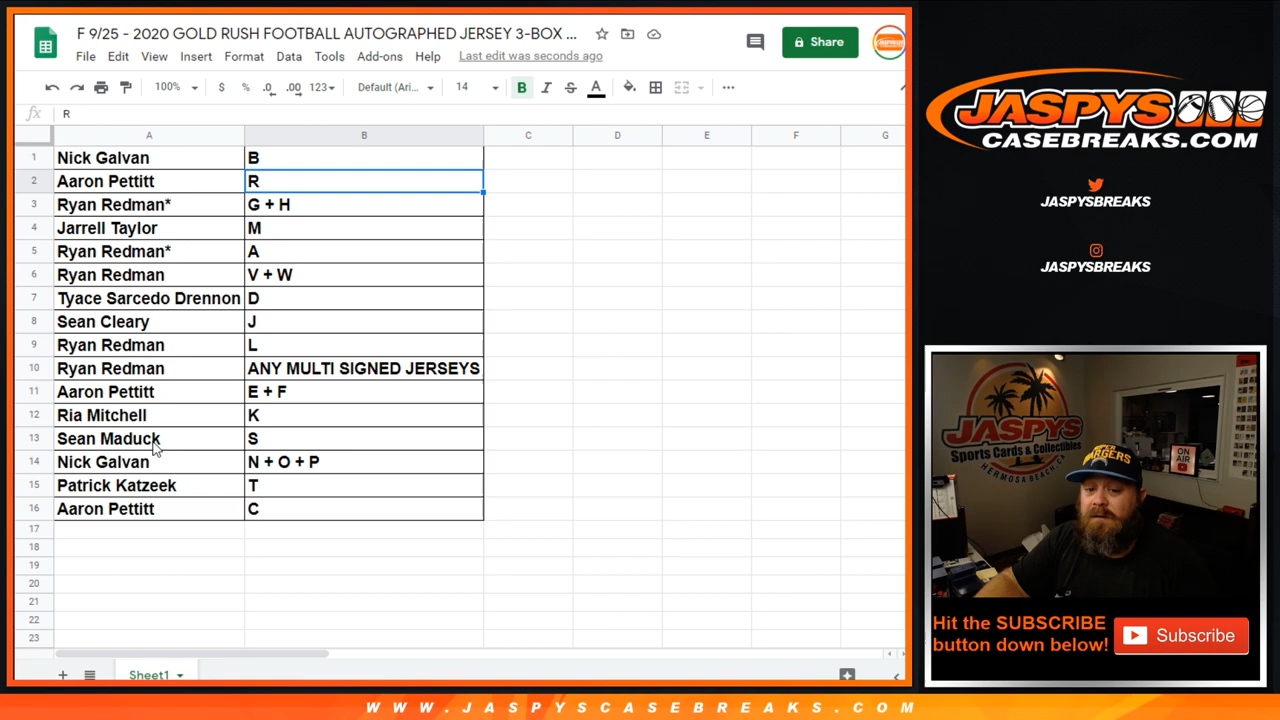 F 9/25 - 2020 GOLD RUSH FOOTBALL AUTOGRAPHED JERSEY 3-BOX ...
File Edit View Insert Format Data Tools Add-ons Help Last edit was seconds ago
Share
100% $ % .0 .00 123 Default (Ari... 14 B I S A ...
fx R
A B C D E F G
1 Nick Galvan B
2 Aaron Pettitt R
3 Ryan Redman* G + H
4 Jarrell Taylor M
5 Ryan Redman* A
6 Ryan Redman V + W
7 Tyace Sarcedo Drennon D
8 Sean Cleary J
9 Ryan Redman L
10 Ryan Redman ANY MULTI SIGNED JERSEYS
11 Aaron Pettitt E + F
12 Ria Mitchell K
13 Sean Maduck S
14 Nick Galvan N + O + P
15 Patrick Katzeek T
16 Aaron Pettitt C
17
18
19
20
21
22
23
Sheet1
JASPYS
CASEBREAKS.COM
JASPYSBREAKS
JASPYSBREAKS
JASPYS
Sports Cards & Collectibles
HERMOSA BEACH, CA
ON AIR
CHARGERS
Hit the SUBSCRIBE
button down below!
Subscribe
WWW.JASPYSCASEBREAKS.COM